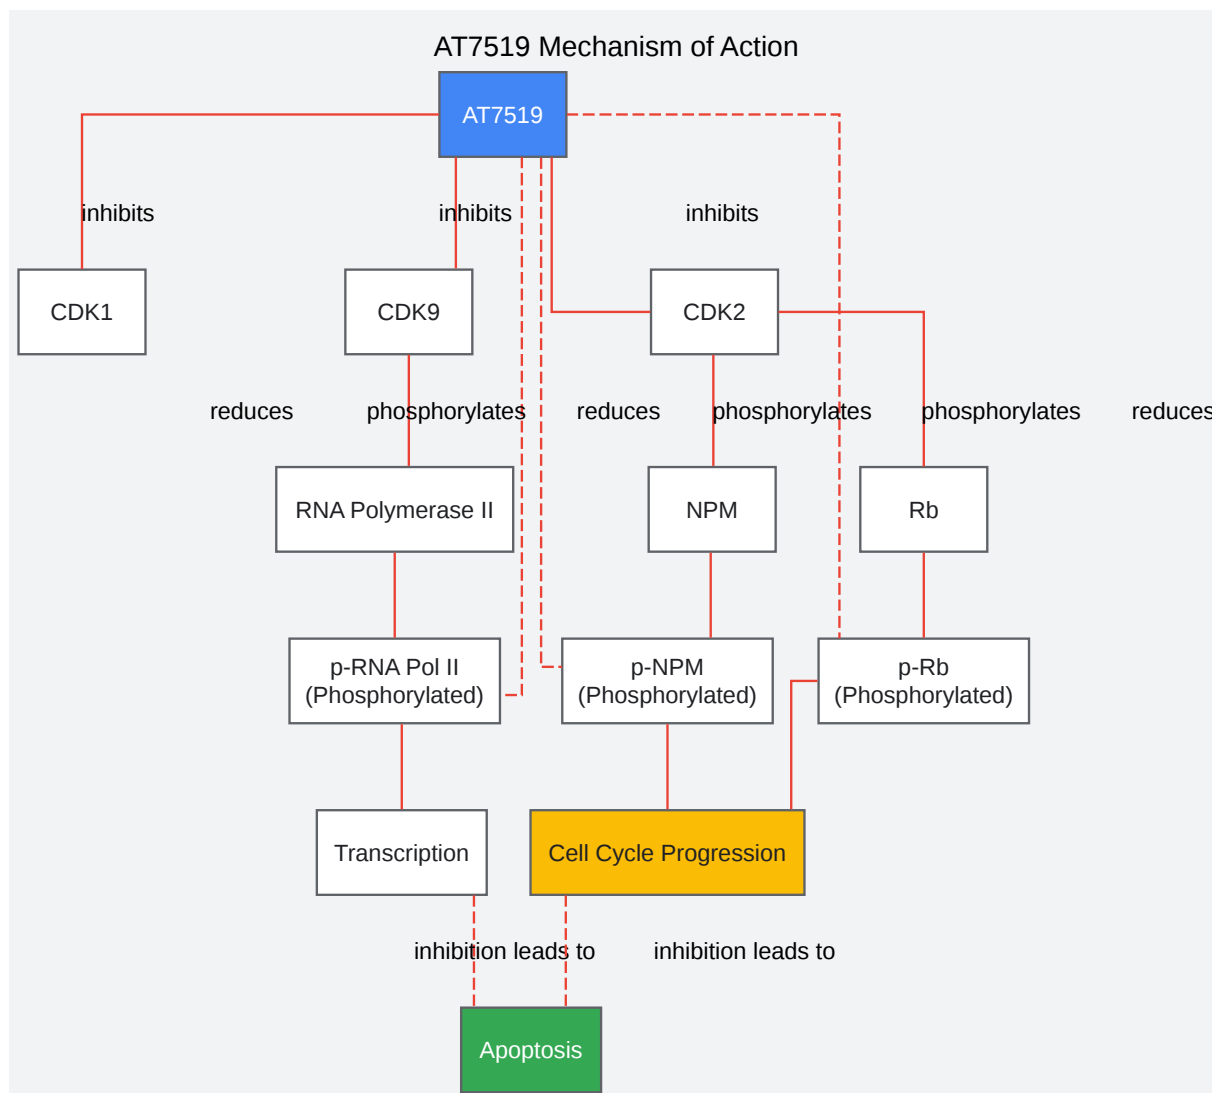 AT7519 Mechanism of Action
AT7519
inhibits
inhibits
inhibits
CDK1
CDK9
CDK2
reduces
phosphorylates
reduces
phosphorylates
phosphorylates
reduces
RNA Polymerase II
NPM
Rb
p-RNA Pol II
(Phosphorylated)
p-NPM
(Phosphorylated)
p-Rb
(Phosphorylated)
Transcription
Cell Cycle Progression
inhibition leads to
inhibition leads to
Apoptosis